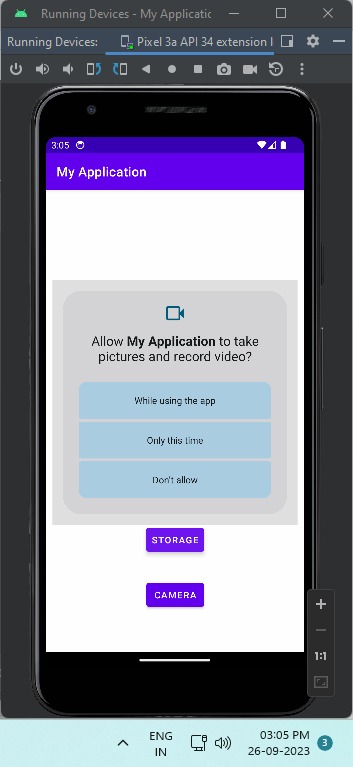 Running Devices - My Applicatic
Running Devices:
Pixel 3a API 34 extension l
3:05
My Application
Allow My Application to take
pictures and record video?
While using the app
Only this time
Don't allow
STORAGE
CAMERA
1:1
ENG
IN
03:05 PM
26-09-2023
3